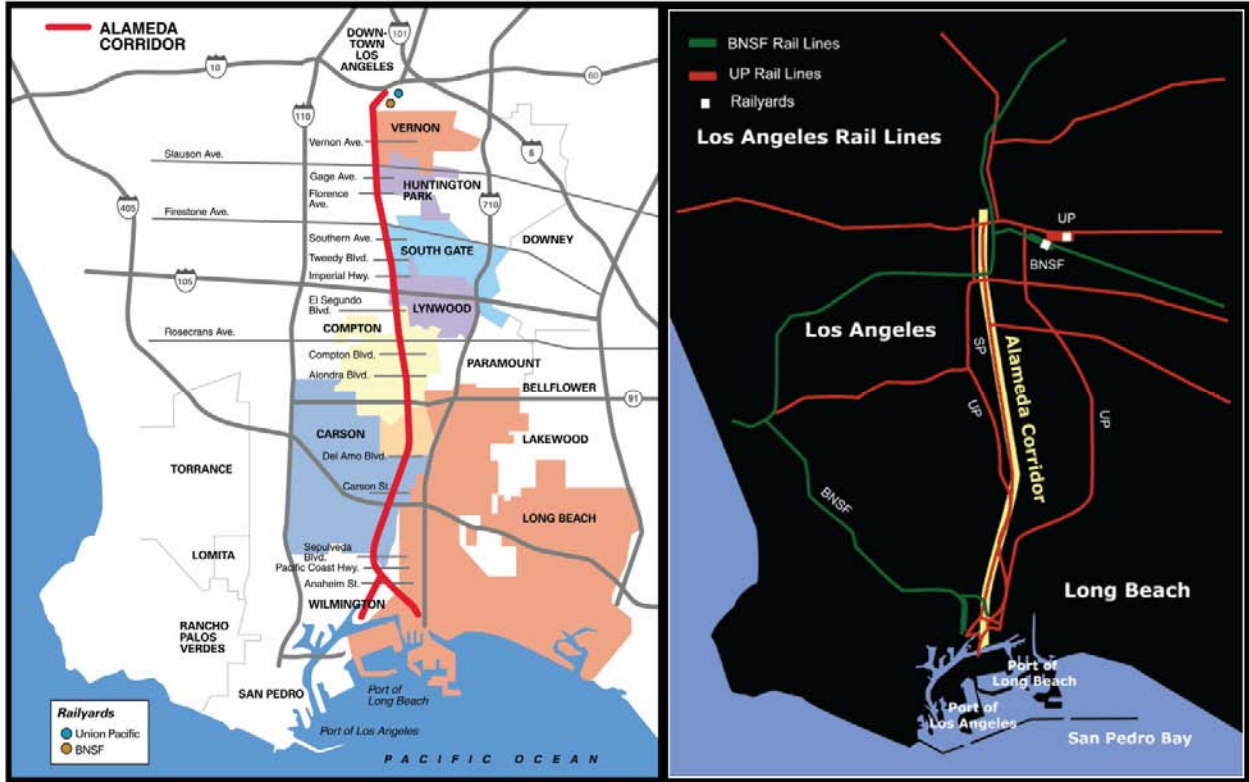 ALAMEDA
CORRIDOR
DOWN-
TOWN
LOS
ANGELES
101
10
60
110
5
VERNON
Vernon Ave.
Slauson Ave.
Gage Ave.
HUNTINGTON
PARK
Florence
Ave.
405
710
Firestone Ave.
Southern Ave.
SOUTH GATE
DOWNEY
Tweedy Blvd.
Imperial Hwy.
105
El Segundo
Blvd.
LYNWOOD
COMPTON
Rosecrans Ave.
Compton Blvd.
PARAMOUNT
Alondra Blvd.
BELLFLOWER
91
CARSON
LAKEWOOD
Del Amo Blvd.
TORRANCE
Carson St.
LONG BEACH
LOMITA
Sepulveda
Blvd.
Pacific Coast Hwy.
Anaheim St.
WILMINGTON
RANCHO
PALOS
VERDES
SAN PEDRO
Port of
Long Beach
Port of Los Angeles
Railyards
Union Pacific
BNSF
PACIFIC OCEAN
BNSF Rail Lines
UP Rail Lines
Railyards
Los Angeles Rail Lines
UP
BNSF
Los Angeles
SP
Alameda Corridor
UP
UP
BNSF
Long Beach
Port of
Long Beach
Port of
Los Angeles
San Pedro Bay